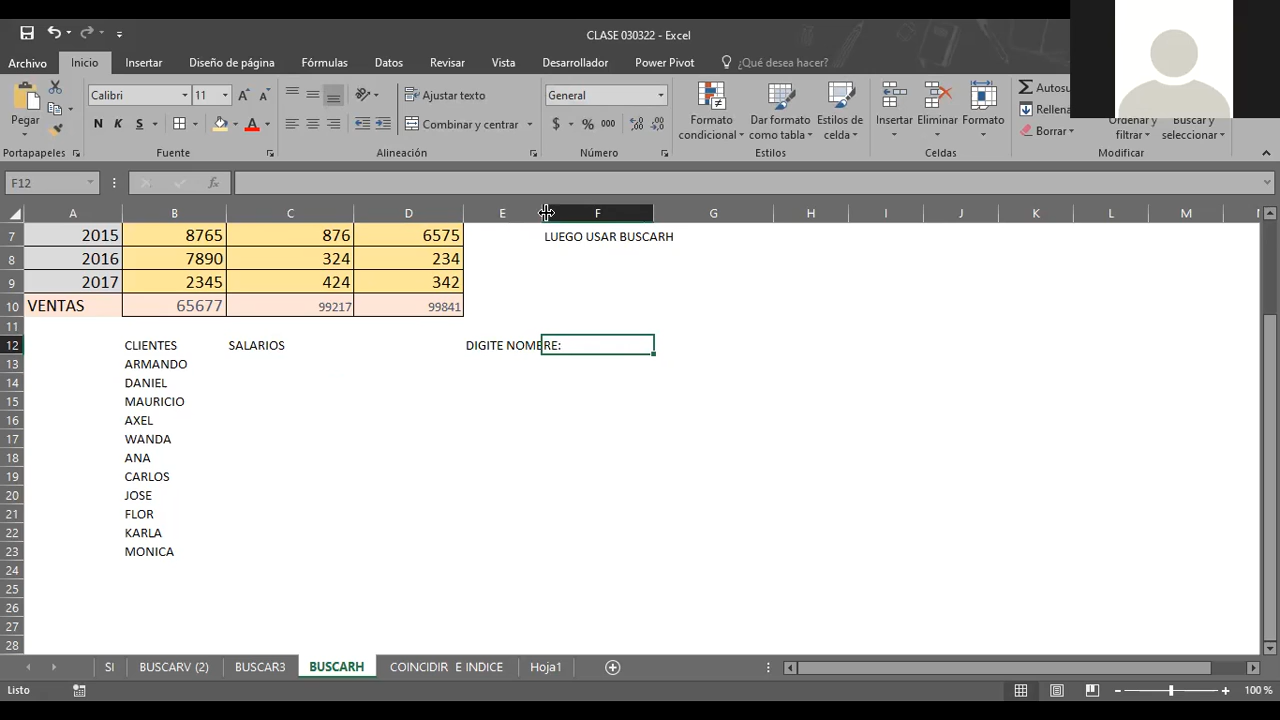 CLASE 030322 - Excel
Archivo Inicio Insertar Diseño de página Fórmulas Datos Revisar Vista Desarrollador Power Pivot ¿Qué desea hacer?
Pegar
Calibri 11
N K S
Ajustar texto
Combinar y centrar
General
$ % 000
Formato condicional
Dar formato como tabla
Estilos de celda
Insertar Eliminar Formato
Autosu
Rellena
Borrar
Ordenar y filtrar
Buscar y seleccionar
Portapapeles Fuente Alineación Número Estilos Celdas Modificar
F12 fx
A B C D E F G H I J K L M
7 2015 8765 876 6575 LUEGO USAR BUSCARH
8 2016 7890 324 234
9 2017 2345 424 342
10 VENTAS 65677 99217 99841
11
12 CLIENTES SALARIOS DIGITE NOMBRE:
13 ARMANDO
14 DANIEL
15 MAURICIO
16 AXEL
17 WANDA
18 ANA
19 CARLOS
20 JOSE
21 FLOR
22 KARLA
23 MONICA
24
25
26
27
28
SI BUSCARV (2) BUSCAR3 BUSCARH COINCIDIR E INDICE Hoja1
Listo 100 %